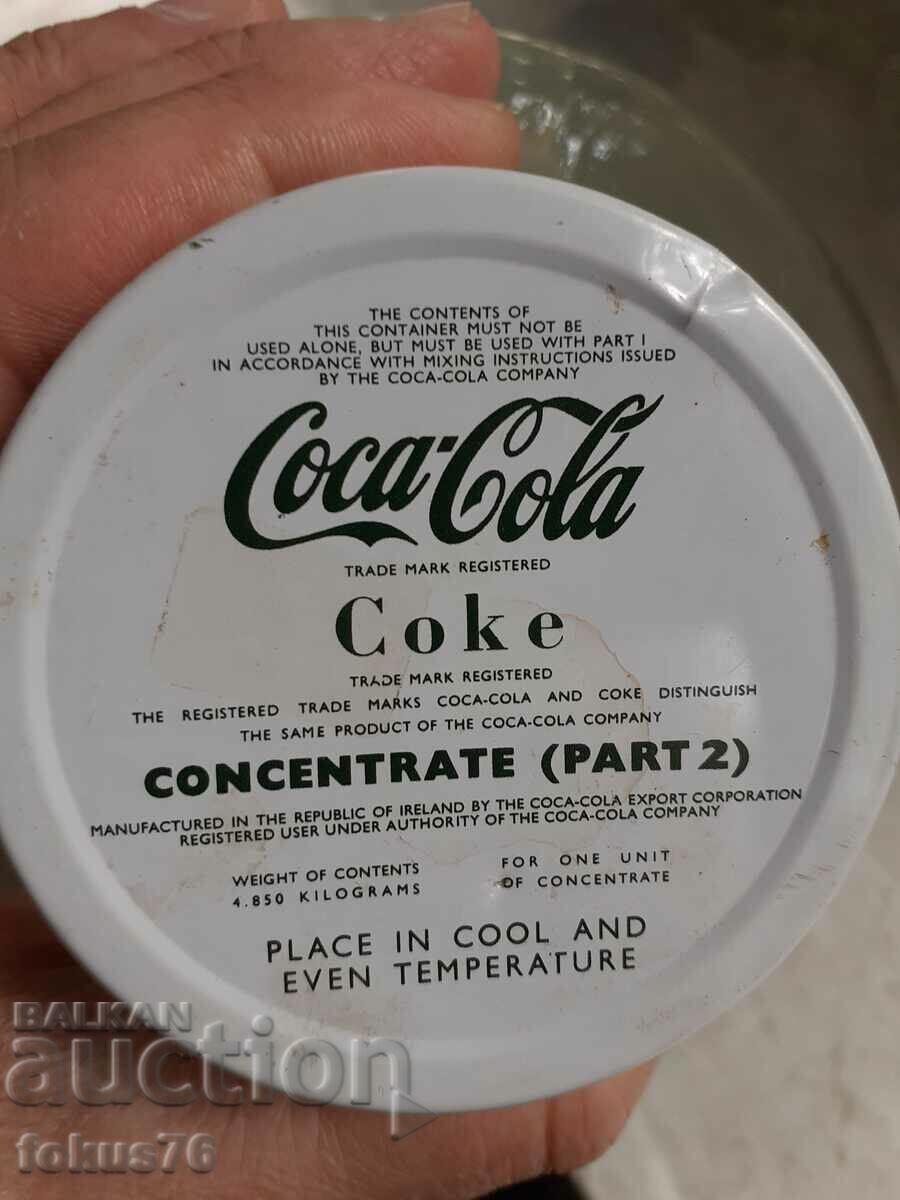 THE CONTENTS OF
THIS CONTAINER MUST NOT BE
USED ALONE, BUT MUST BE USED WITH PART I
IN ACCORDANCE WITH MIXING INSTRUCTIONS ISSUED
BY THE COCA-COLA COMPANY
Coca-Cola
TRADE MARK REGISTERED
Coke
TRADE MARK REGISTERED
THE REGISTERED TRADE MARKS COCA-COLA AND COKE DISTINGUISH
THE SAME PRODUCT OF THE COCA-COLA COMPANY
CONCENTRATE (PART 2)
MANUFACTURED IN THE REPUBLIC OF IRELAND BY THE COCA-COLA EXPORT CORPORATION
REGISTERED USER UNDER AUTHORITY OF THE COCA-COLA COMPANY
WEIGHT OF CONTENTS
4.850 KILOGRAMS
FOR ONE UNIT
OF CONCENTRATE
PLACE IN COOL AND
EVEN TEMPERATURE
BALKAN
auction
fokus76